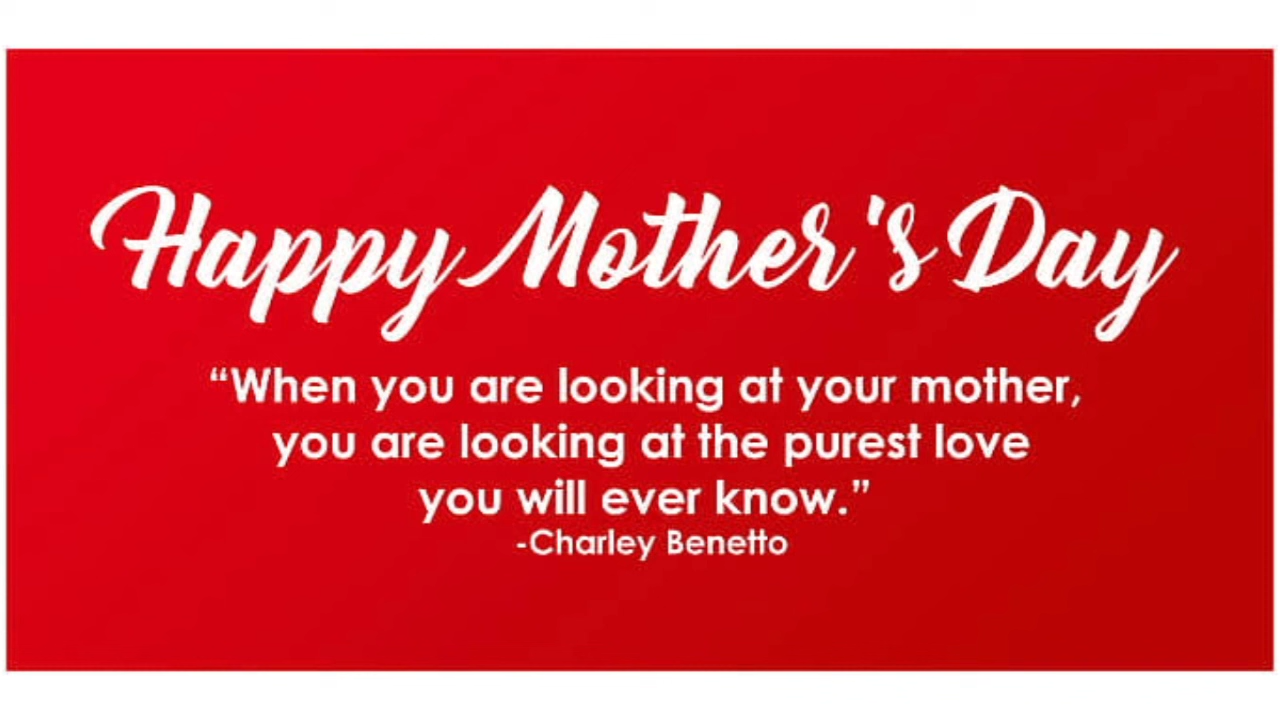 Happy Mother's Day
“When you are looking at your mother,
you are looking at the purest love
you will ever know.”
-Charley Benetto